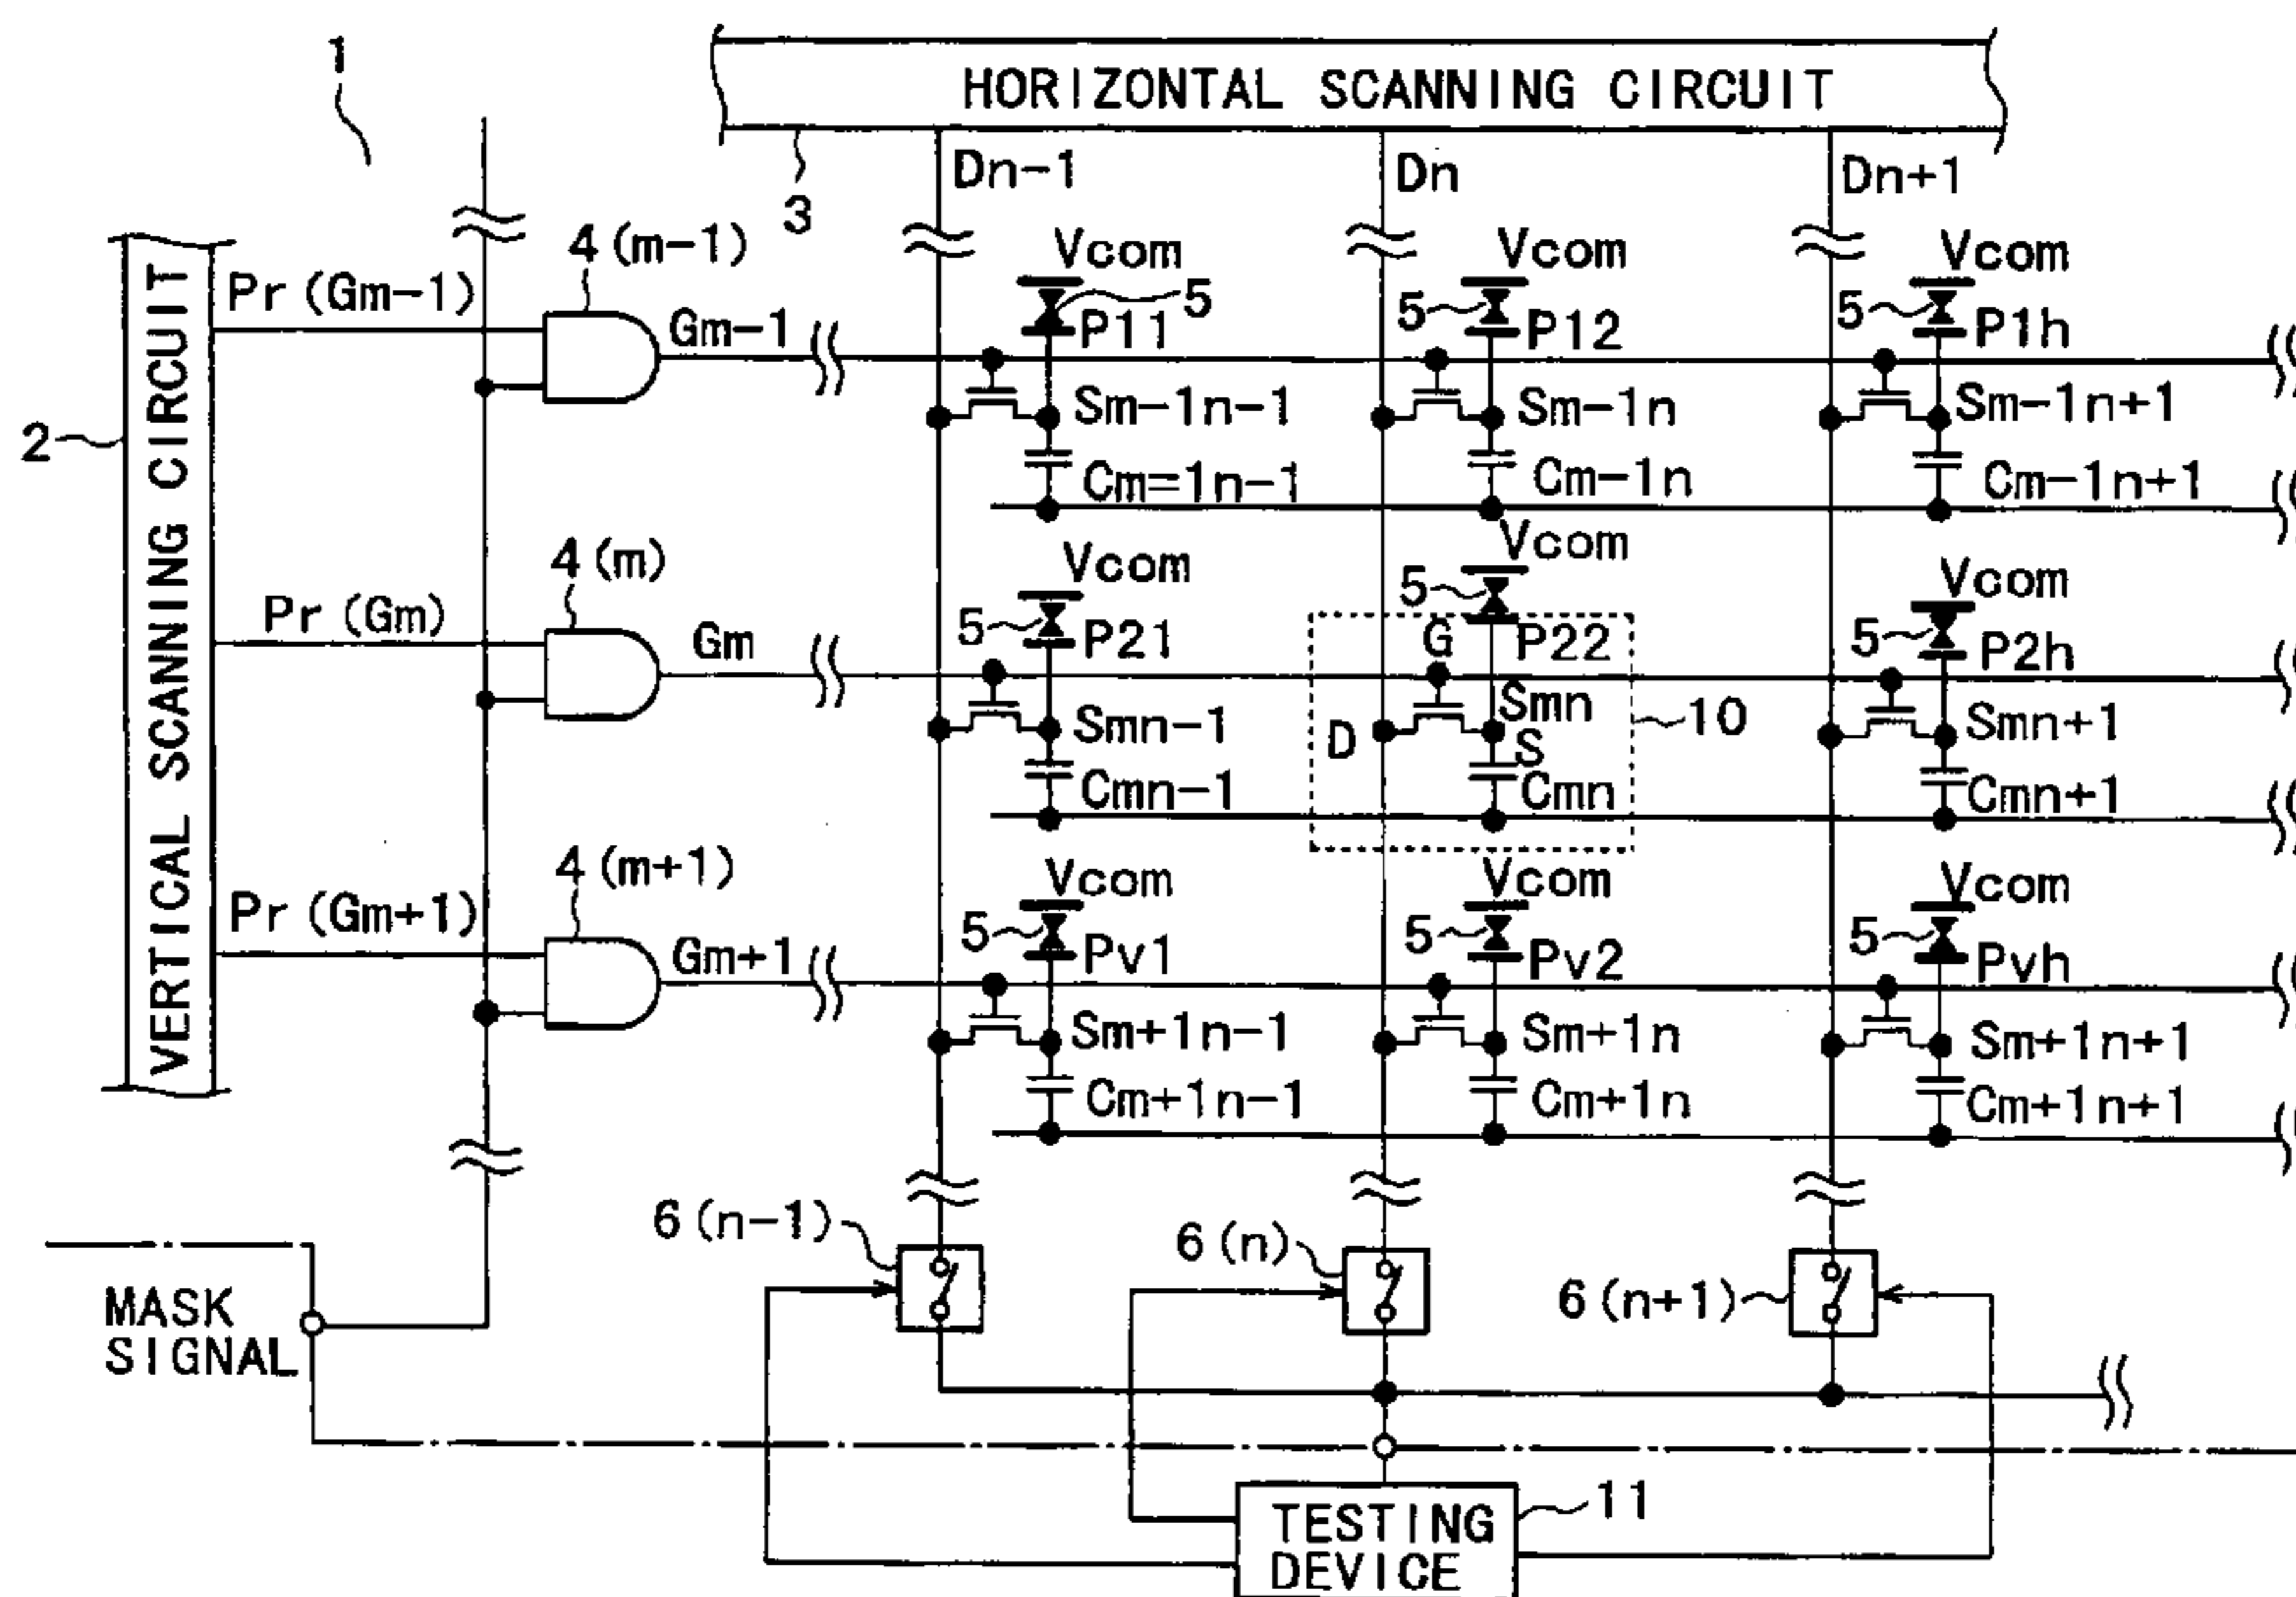 1
HORIZONTAL SCANNING CIRCUIT
3
Dn-1
Dn
Dn+1
2
VERTICAL SCANNING CIRCUIT
Pr(Gm-1)
4(m-1)
Gm-1
Vcom
5
P11
Vcom
5
P12
Vcom
5
P1h
Sm-1n-1
Sm-1n
Sm-1n+1
Cm=1n-1
Cm-1n
Cm-1n+1
Pr(Gm)
4(m)
Gm
Vcom
5
P21
Vcom
5
G
P22
Vcom
5
P2h
Smn-1
D
Smn
S
10
Smn+1
Cmn-1
Cmn
Cmn+1
Pr(Gm+1)
4(m+1)
Gm+1
Vcom
5
Pv1
Vcom
5
Pv2
Vcom
5
Pvh
Sm+1n-1
Sm+1n
Sm+1n+1
Cm+1n-1
Cm+1n
Cm+1n+1
6(n-1)
6(n)
6(n+1)
MASK
SIGNAL
TESTING
DEVICE
11